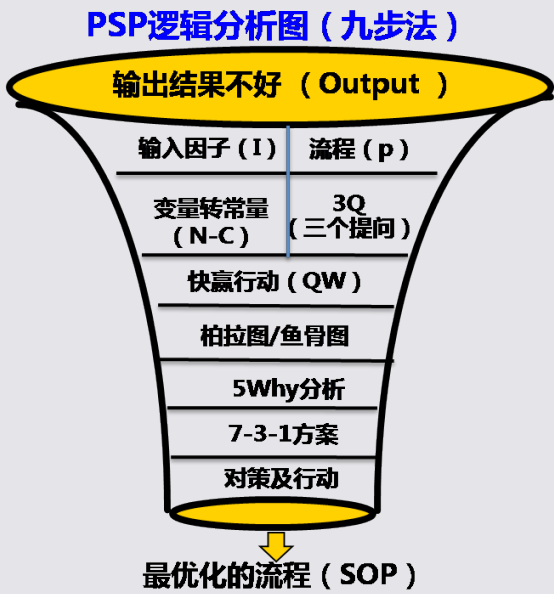 PSP逻辑分析图（九步法）
输出结果不好 （Output ）
输入因子（I）
流程（p）
变量转常量
（N-C）
3Q
（三个提问）
快赢行动（QW）
柏拉图/鱼骨图
5Why分析
7-3-1方案
对策及行动
最优化的流程（SOP）